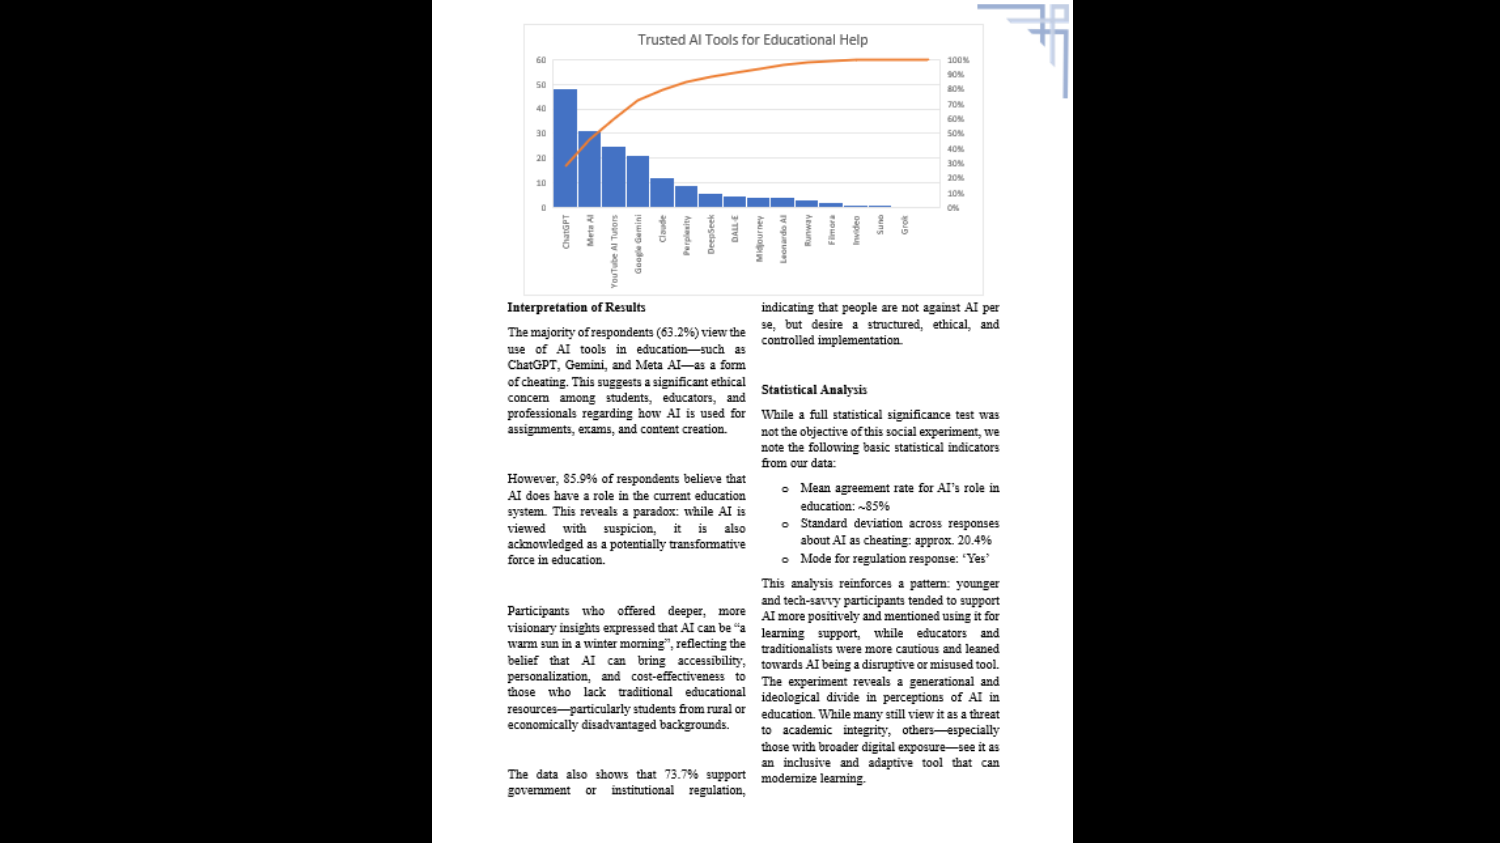 Trusted AI Tools for Educational Help
60
50
40
30
20
10
0
100%
90%
80%
70%
60%
50%
40%
30%
20%
10%
0%
ChatGPT
Meta AI
YouTube AI Tutors
Google Gemini
Claude
Perplexity
DeepSeek
DALL-E
Midjourney
Leonardo AI
Runway
Filmora
Invideo
Suno
Grok
Interpretation of Results
The majority of respondents (63.2%) view the
use of AI tools in education—such as
ChatGPT, Gemini, and Meta AI—as a form
of cheating. This suggests a significant ethical
concern among students, educators, and
professionals regarding how AI is used for
assignments, exams, and content creation.
However, 85.9% of respondents believe that
AI does have a role in the current education
system. This reveals a paradox: while AI is
viewed with suspicion, it is also
acknowledged as a potentially transformative
force in education.
Participants who offered deeper, more
visionary insights expressed that AI can be “a
warm sun in a winter morning”, reflecting the
belief that AI can bring accessibility,
personalization, and cost-effectiveness to
those who lack traditional educational
resources—particularly students from rural or
economically disadvantaged backgrounds.
The data also shows that 73.7% support
government or institutional regulation,
indicating that people are not against AI per
se, but desire a structured, ethical, and
controlled implementation.
Statistical Analysis
While a full statistical significance test was
not the objective of this social experiment, we
note the following basic statistical indicators
from our data:
o Mean agreement rate for AI’s role in
education: ~85%
o Standard deviation across responses
about AI as cheating: approx. 20.4%
o Mode for regulation response: ‘Yes’
This analysis reinforces a pattern: younger
and tech-savvy participants tended to support
AI more positively and mentioned using it for
learning support, while educators and
traditionalists were more cautious and leaned
towards AI being a disruptive or misused tool.
The experiment reveals a generational and
ideological divide in perceptions of AI in
education. While many still view it as a threat
to academic integrity, others—especially
those with broader digital exposure—see it as
an inclusive and adaptive tool that can
modernize learning.